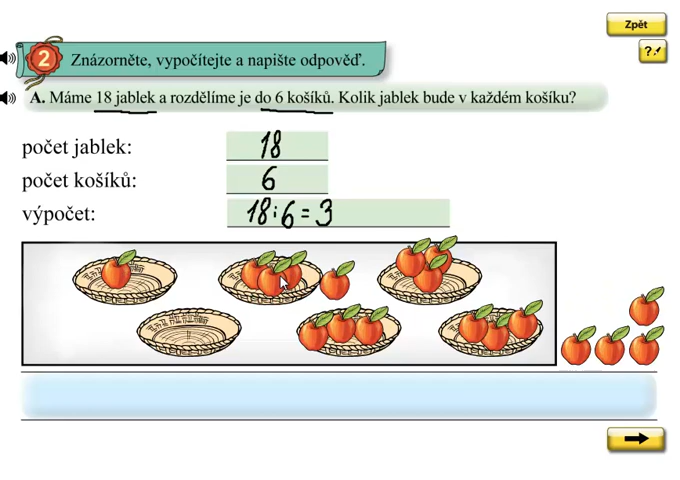 Zpět
?
2 Znázorněte, vypočítejte a napište odpověď.
A. Máme 18 jablek a rozdělíme je do 6 košíků. Kolik jablek bude v každém košíku?
počet jablek: 18
počet košíků: 6
výpočet: 18:6=3